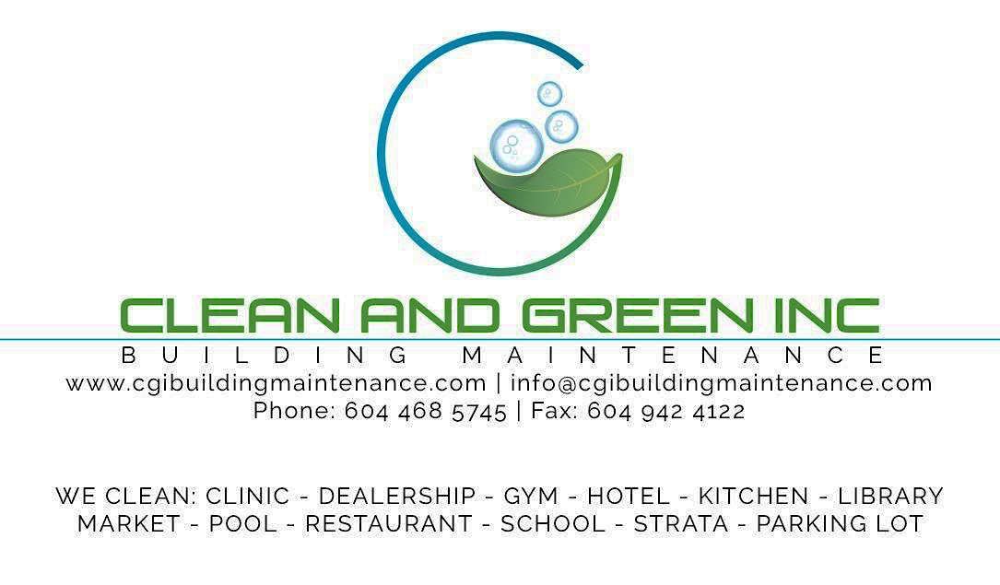 CLEAN AND GREEN INC
BUILDING MAINTENANCE
www.cgibuildingmaintenance.com | info@cgibuildingmaintenance.com
Phone: 604 468 5745 | Fax: 604 942 4122
WE CLEAN: CLINIC - DEALERSHIP - GYM - HOTEL - KITCHEN - LIBRARY
MARKET - POOL - RESTAURANT - SCHOOL - STRATA - PARKING LOT